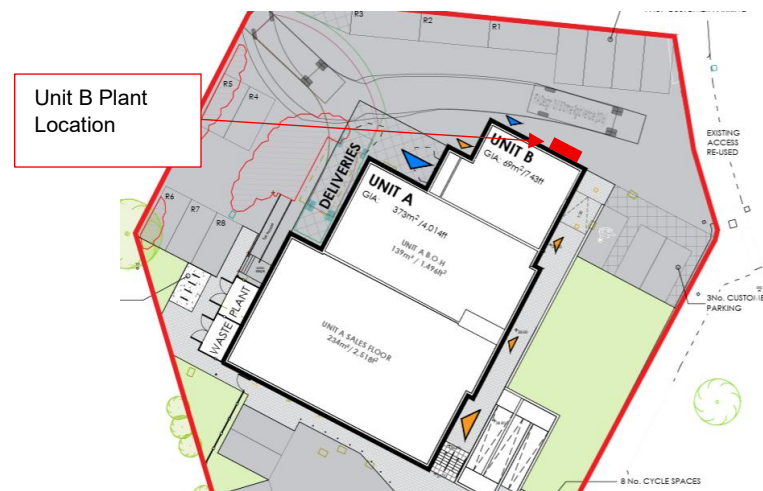 R3
R2
R1
Unit B Plant
Location
R5
R4
EXISTING
ACCESS
RE-USED
DELIVERIES
UNIT B
GIA: 69m²/743ft
UNIT A
GIA: 373m²/4,014ft
UNIT A B.O.H
139m²/ 1,496ft²
R6
R7
R8
PLANT
WASTE
UNIT A SALES FLOOR
234m²/2,518ft²
3No. CUSTOME
PARKING
8 No. CYCLE SPACES